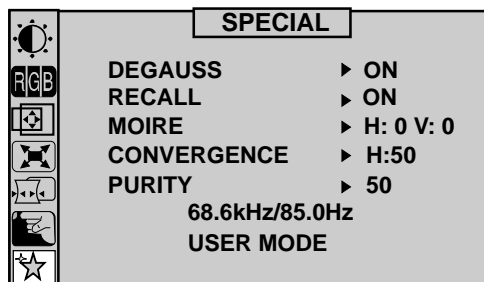 SPECIAL
RGB
DEGAUSS ▸ ON
RECALL ▸ ON
MOIRE ▸ H: 0 V: 0
CONVERGENCE ▸ H:50
PURITY ▸ 50
68.6kHz/85.0Hz
USER MODE